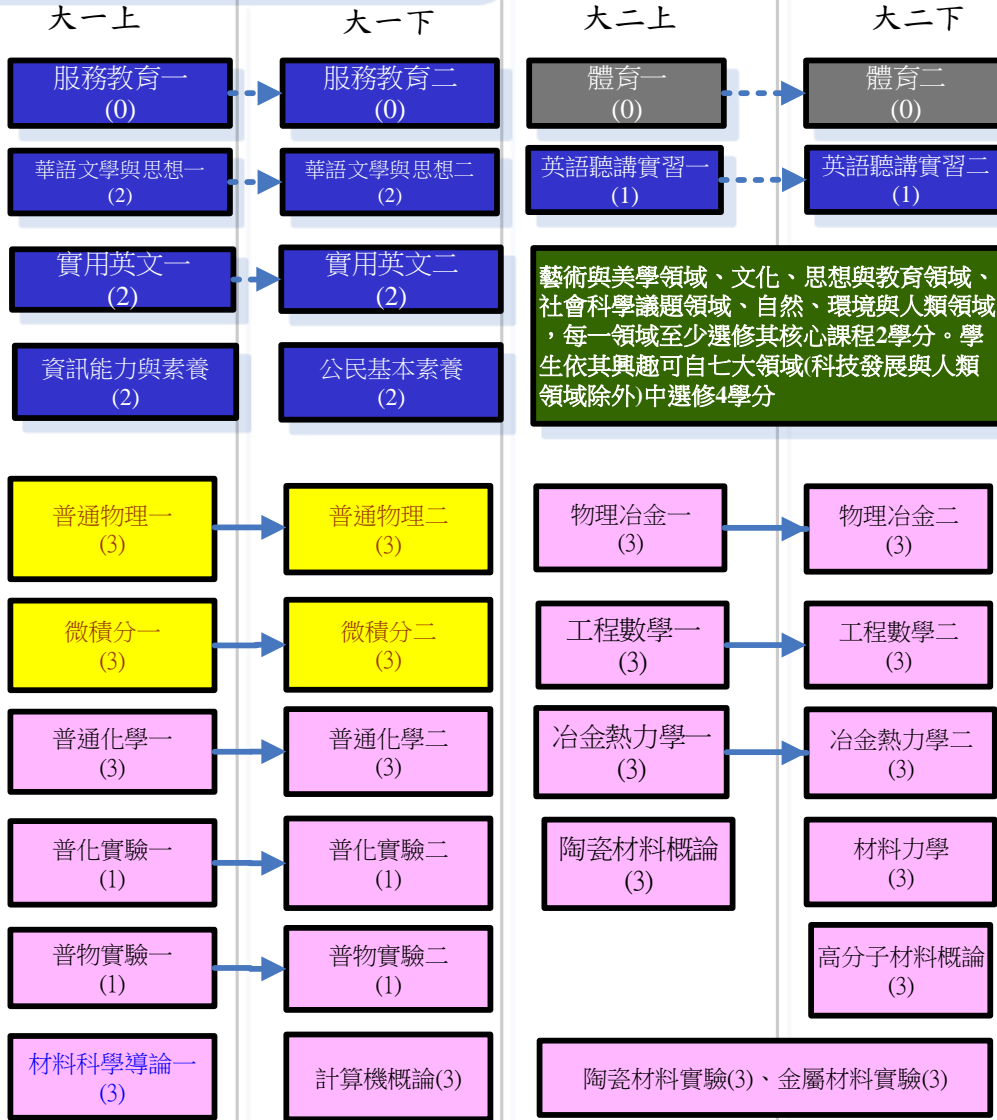 大一上
大一下
大二上
大二下
服務教育一
(0)
服務教育二
(0)
體育一
(0)
體育二
(0)
華語文學與思想一
(2)
華語文學與思想二
(2)
英語聽講實習一
(1)
英語聽講實習二
(1)
實用英文一
(2)
實用英文二
(2)
藝術與美學領域、文化、思想與教育領域、
社會科學議題領域、自然、環境與人類領域
,每一領域至少選修其核心課程2學分。學
生依其興趣可自七大領域(科技發展與人類
領域除外)中選修4學分
資訊能力與素養
(2)
公民基本素養
(2)
普通物理一
(3)
普通物理二
(3)
物理冶金一
(3)
物理冶金二
(3)
微積分一
(3)
微積分二
(3)
工程數學一
(3)
工程數學二
(3)
普通化學一
(3)
普通化學二
(3)
冶金熱力學一
(3)
冶金熱力學二
(3)
普化實驗一
(1)
普化實驗二
(1)
陶瓷材料概論
(3)
材料力學
(3)
普物實驗一
(1)
普物實驗二
(1)
高分子材料概論
(3)
材料科學導論一
(3)
計算機概論(3)
陶瓷材料實驗(3)、金屬材料實驗(3)